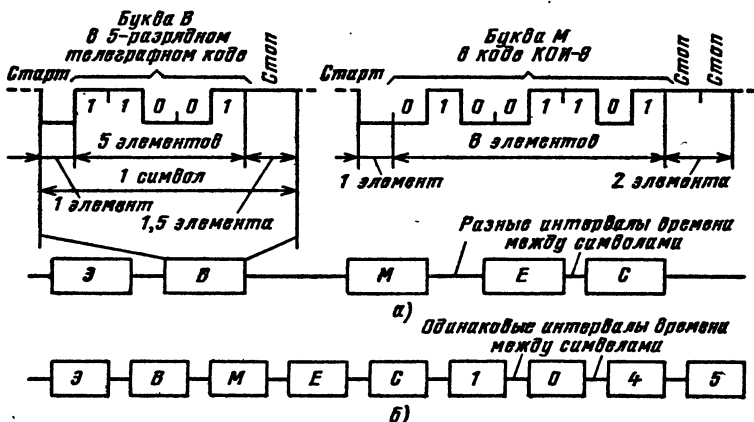 Буква В
в 5-разрядном
телеграфном коде
Старт
Стоп
1 1 0 0 1
5 элементов
1 символ
1 элемент
1,5 элемента
Буква М
в коде КОИ-8
Старт
Стоп Стоп
0 1 0 0 1 1 0 1
8 элементов
1 элемент
2 элемента
Разные интервалы времени
между символами
Э В М Е С
а)
Одинаковые интервалы времени
между символами
Э В М Е С 1 0 4 5
б)